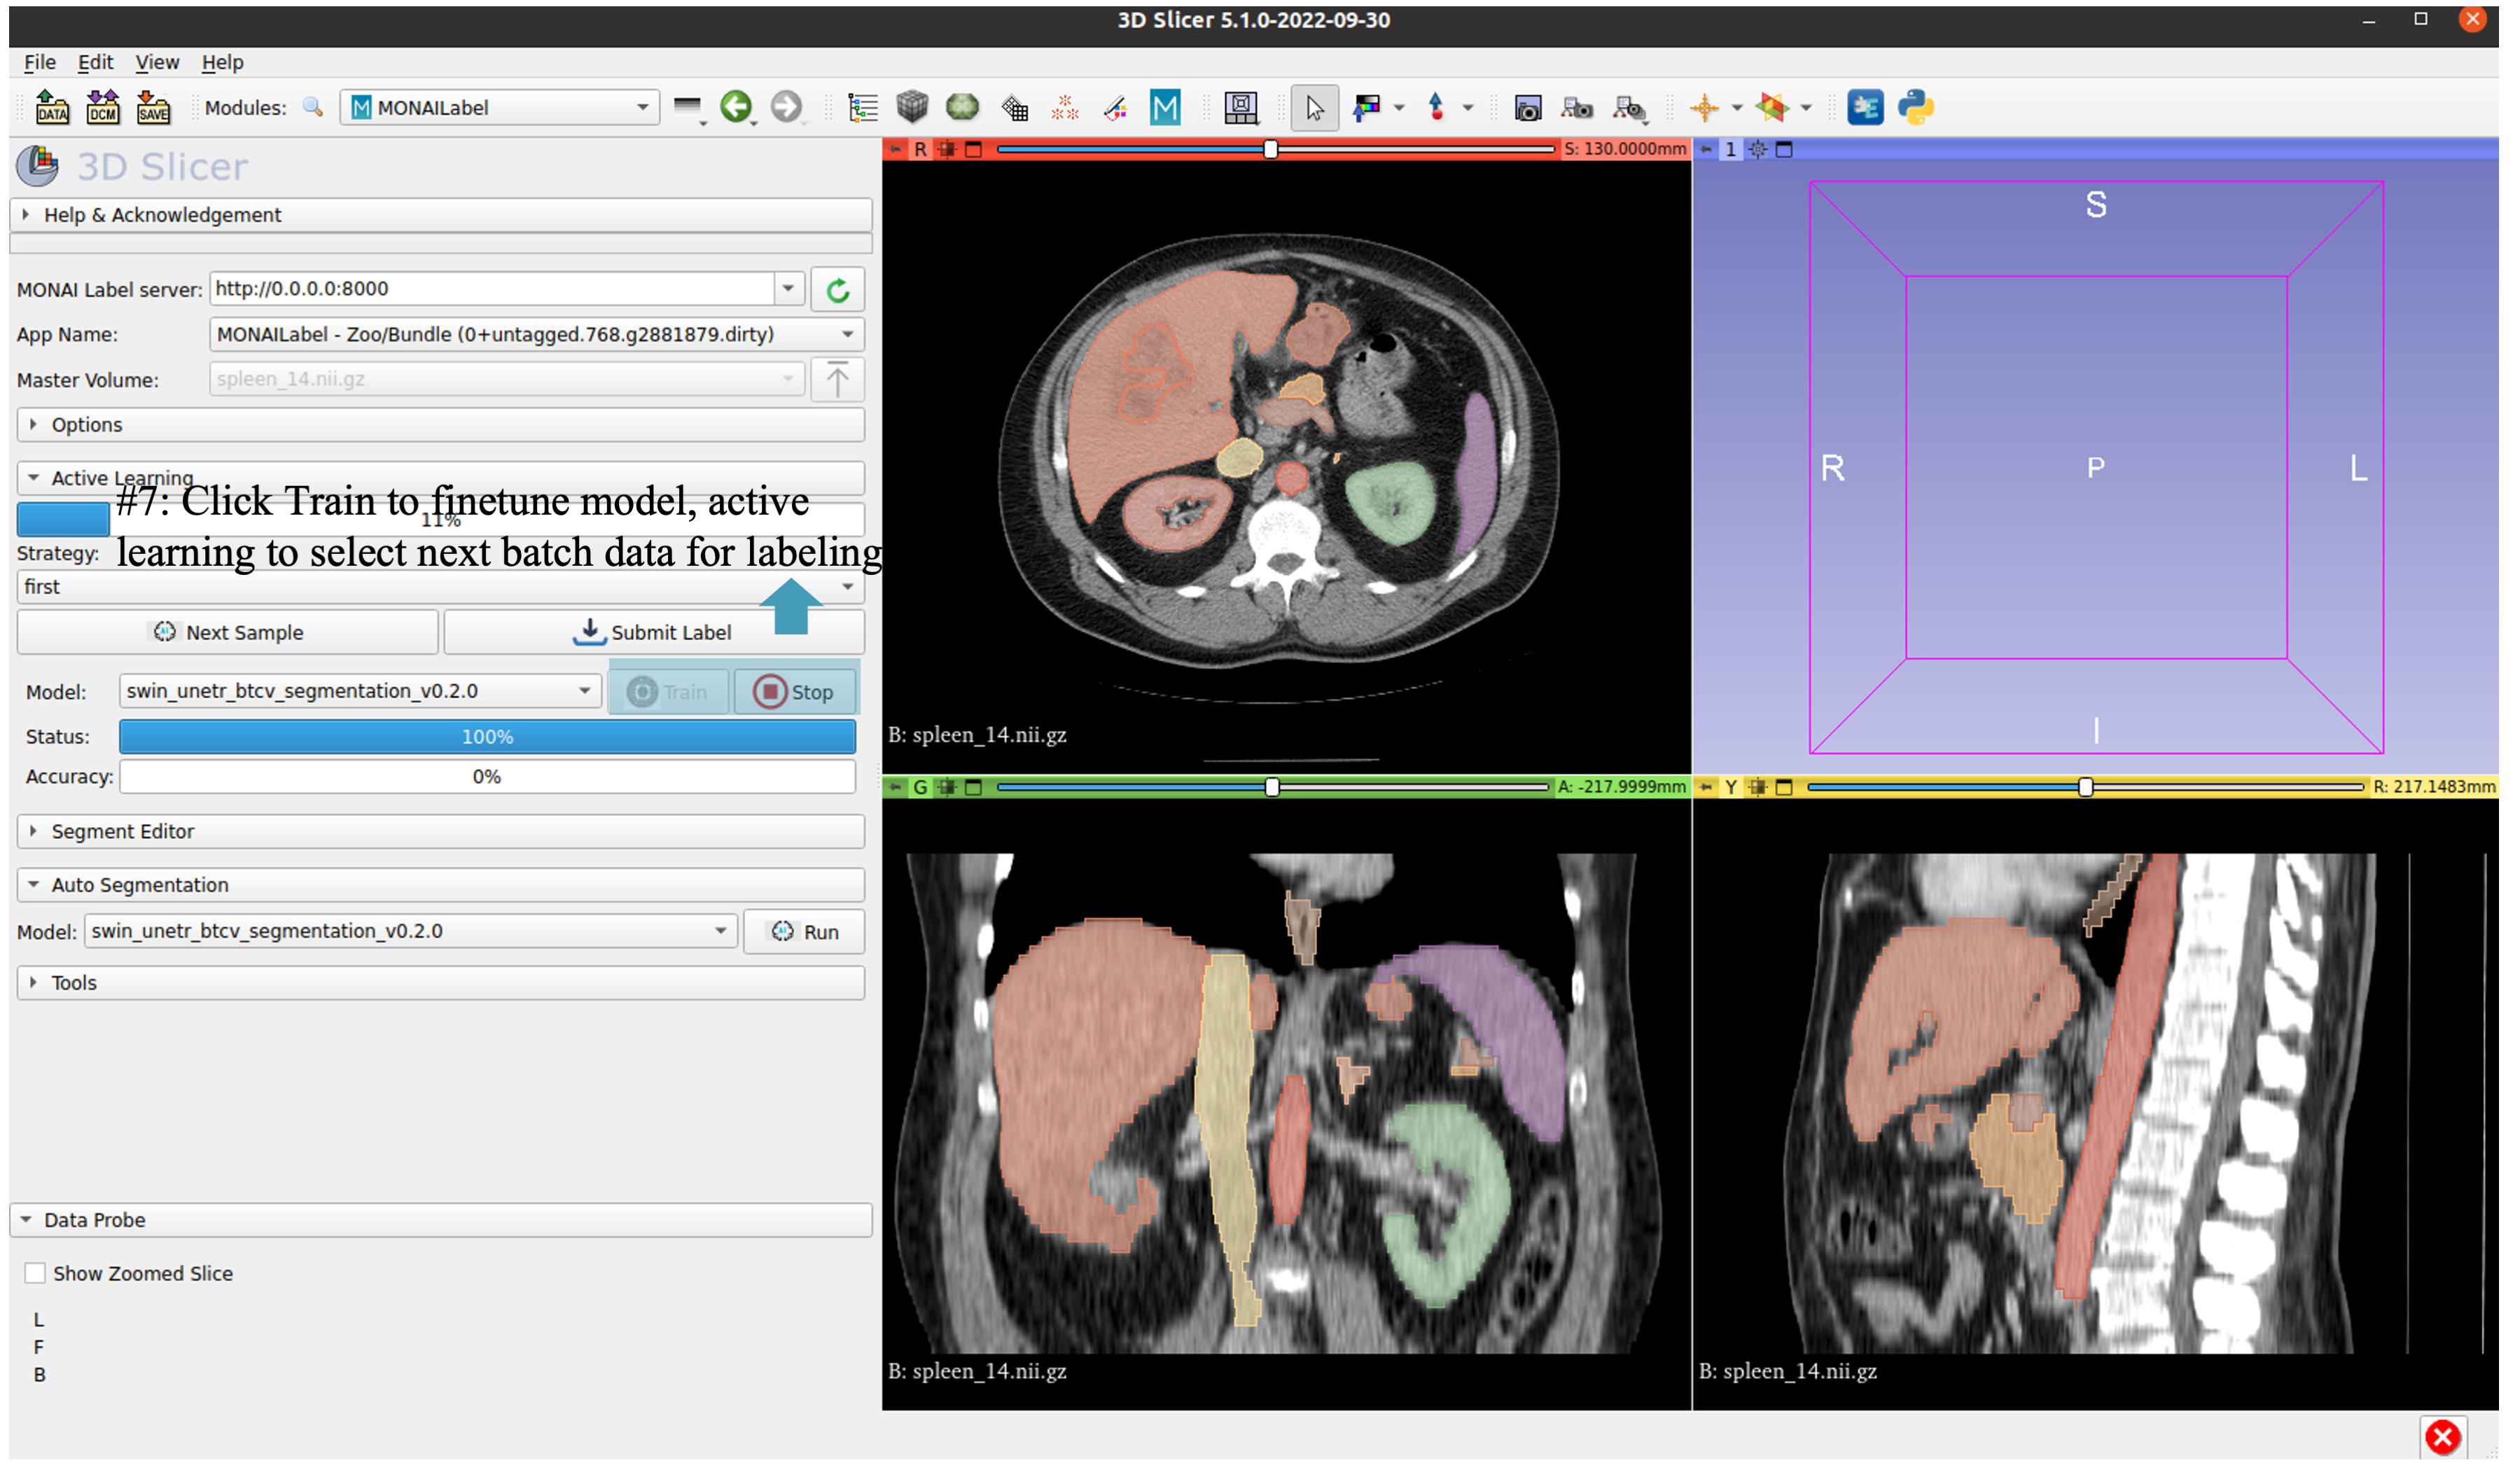 3D Slicer 5.1.0-2022-09-30
File Edit View Help
DATA DCM SAVE Modules: M MONAILabel M
3D Slicer
Help & Acknowledgement
MONAI Label server: http://0.0.0.0:8000
App Name: MONAILabel - Zoo/Bundle (0+untagged.768.g2881879.dirty)
Master Volume: spleen_14.nii.gz
Options
Active Learning
#7: Click Train to finetune model, active
11%
learning to select next batch data for labeling
Strategy:
first
Next Sample Submit Label
Model: swin_unetr_btcv_segmentation_v0.2.0 Train Stop
Status: 100%
Accuracy: 0%
Segment Editor
Auto Segmentation
Model: swin_unetr_btcv_segmentation_v0.2.0 Run
Tools
Data Probe
Show Zoomed Slice
L
F
B
R S: 130.0000mm
B: spleen_14.nii.gz
1
S
R P L
I
G A: -217.9999mm
B: spleen_14.nii.gz
Y R: 217.1483mm
B: spleen_14.nii.gz